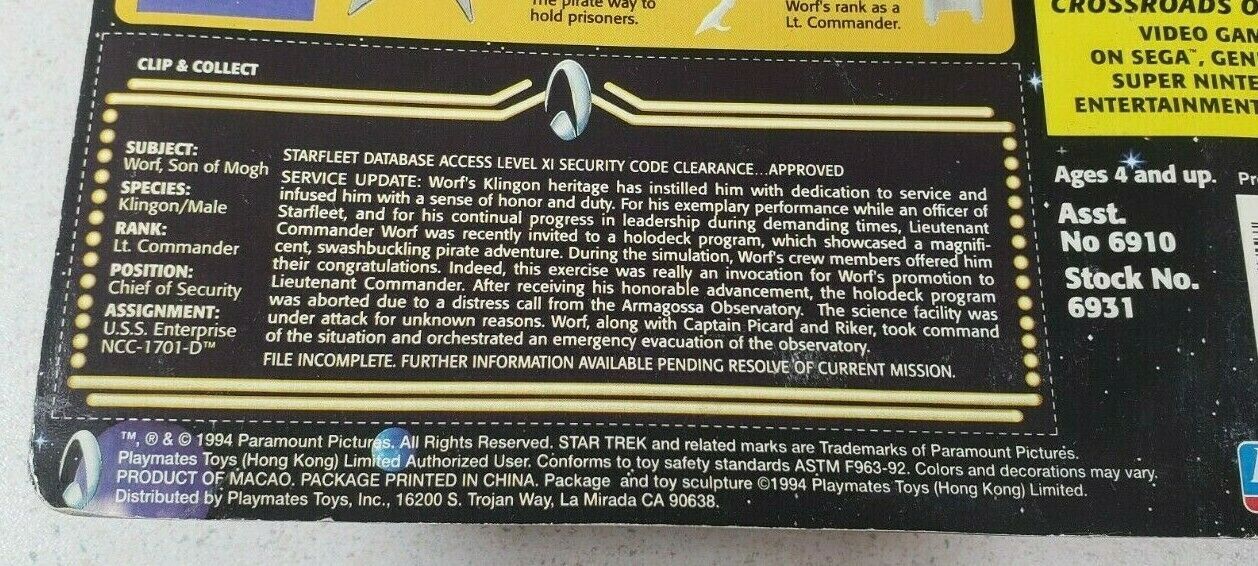 The pirate way to
hold prisoners.
Worf's rank as a
Lt. Commander.
CROSSROADS
VIDEO
ON SEGA™,
SUPER
ENTERTAINMENT
CLIP & COLLECT
SUBJECT:
Worf, Son of Mogh
SPECIES:
Klingon/Male
RANK:
Lt. Commander
POSITION:
Chief of Security
ASSIGNMENT:
U.S.S. Enterprise
NCC-1701-D™
STARFLEET DATABASE ACCESS LEVEL XI SECURITY CODE CLEARANCE...APPROVED
SERVICE UPDATE: Worf's Klingon heritage has instilled him with dedication to service and
infused him with a sense of honor and duty. For his exemplary performance while an officer of
Starfleet, and for his continual progress in leadership during demanding times, Lieutenant
Commander Worf was recently invited to a holodeck program, which showcased a magnifi-
cent, swashbuckling pirate adventure. During the simulation, Worf's crew members offered him
their congratulations. Indeed, this exercise was really an invocation for Worf's promotion to
Lieutenant Commander. After receiving his honorable advancement, the holodeck program
was aborted due to a distress call from the Armagossa Observatory. The science facility was
under attack for unknown reasons. Worf, along with Captain Picard and Riker, took command
of the situation and orchestrated an emergency evacuation of the observatory.
FILE INCOMPLETE. FURTHER INFORMATION AVAILABLE PENDING RESOLVE OF CURRENT MISSION.
Ages 4 and up.
Asst.
No 6910
Stock No.
6931
™, ® & © 1994 Paramount Pictures. All Rights Reserved. STAR TREK and related marks are Trademarks of Paramount Pictures.
Playmates Toys (Hong Kong) Limited Authorized User. Conforms to toy safety standards ASTM F963-92. Colors and decorations may vary.
PRODUCT OF MACAO. PACKAGE PRINTED IN CHINA. Package and toy sculpture ©1994 Playmates Toys (Hong Kong) Limited.
Distributed by Playmates Toys, Inc., 16200 S. Trojan Way, La Mirada CA 90638.